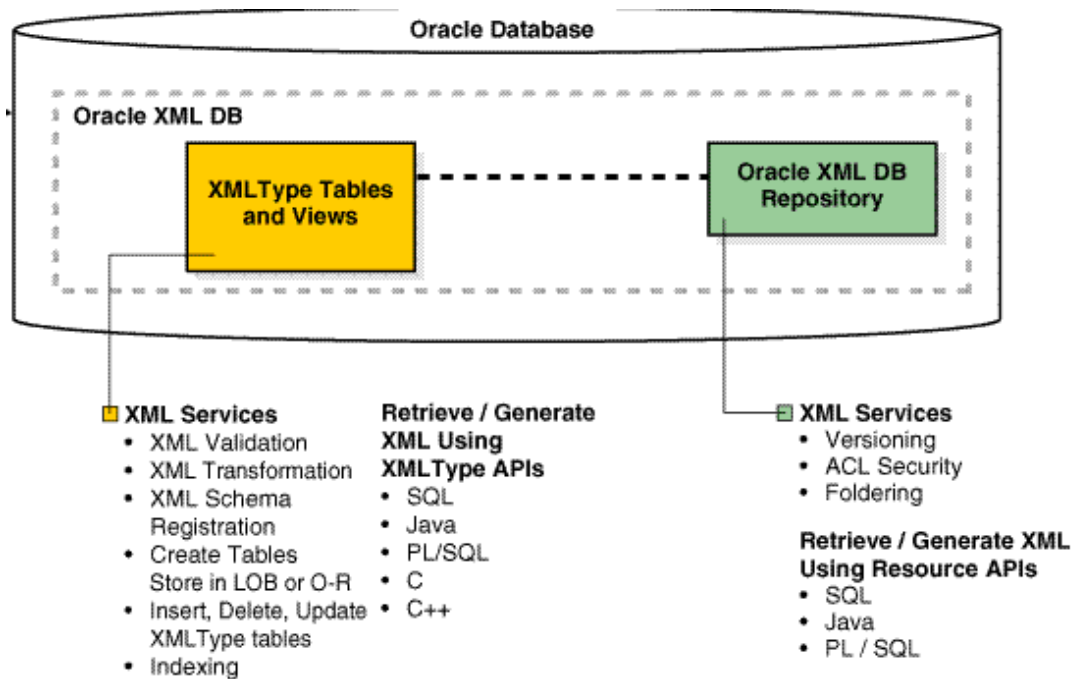 Oracle Database
Oracle XML DB
XMLType Tables
and Views
Oracle XML DB
Repository
XML Services
• XML Validation
• XML Transformation
• XML Schema
Registration
• Create Tables
Store in LOB or O-R
• Insert, Delete, Update
XMLType tables
• Indexing
Retrieve / Generate
XML Using
XMLType APIs
• SQL
• Java
• PL/SQL
• C
• C++
XML Services
• Versioning
• ACL Security
• Foldering
Retrieve / Generate XML
Using Resource APIs
• SQL
• Java
• PL / SQL